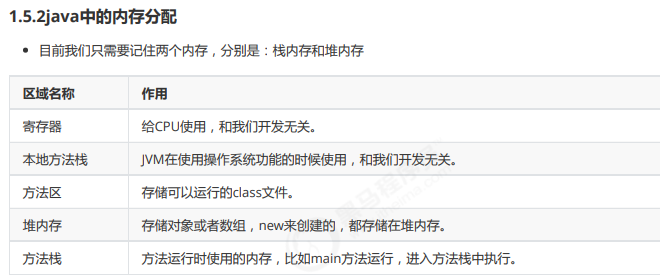 1.5.2java中的内存分配
目前我们只需要记住两个内存，分别是：栈内存和堆内存
区域名称 作用
寄存器 给CPU使用，和我们开发无关。
本地方法栈 JVM在使用操作系统功能的时候使用，和我们开发无关。
方法区 存储可以运行的class文件。
堆内存 存储对象或者数组，new来创建的，都存储在堆内存。
方法栈 方法运行时使用的内存，比如main方法运行，进入方法栈中执行。